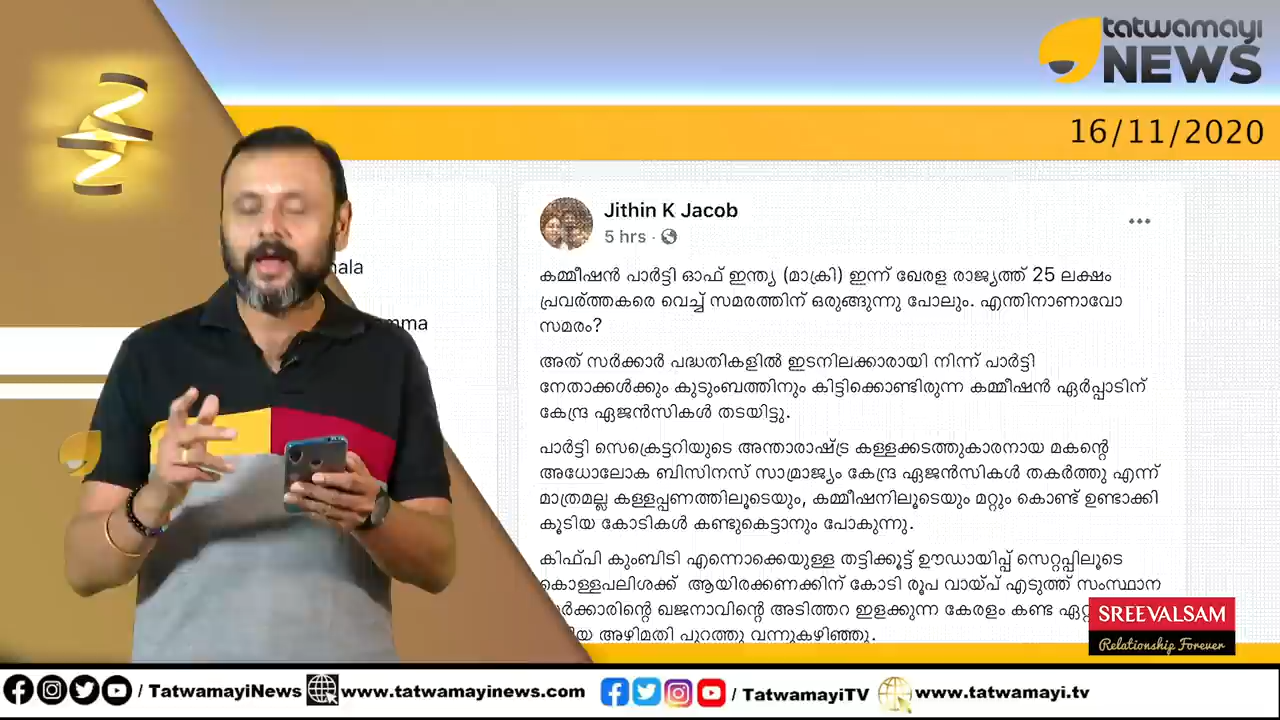 tatwamayi
NEWS
16/11/2020
Jithin K Jacob
5 hrs ·
കമ്മീഷൻ പാർട്ടി ഓഫ് ഇന്ത്യ (മാക്രി) ഇന്ന് ഖേരള രാജ്യത്ത് 25 ലക്ഷം
പ്രവർത്തകരെ വെച്ച് സമരത്തിന് ഒരുങ്ങുന്നു പോലും. എന്തിനാണാവോ
സമരം?
അത് സർക്കാർ പദ്ധതികളിൽ ഇടനിലക്കാരായി നിന്ന് പാർട്ടി
നേതാക്കൾക്കും കുടുംബത്തിനും കിട്ടിക്കൊണ്ടിരുന്ന കമ്മീഷൻ ഏർപ്പാടിന്
കേന്ദ്ര ഏജൻസികൾ തടയിട്ടു.
പാർട്ടി സെക്രെട്ടറിയുടെ അന്താരാഷ്ട്ര കള്ളക്കടത്തുകാരനായ മകന്റെ
അധോലോക ബിസിനസ് സാമ്രാജ്യം കേന്ദ്ര ഏജൻസികൾ തകർത്തു എന്ന്
മാത്രമല്ല കള്ളപ്പണത്തിലൂടെയും, കമ്മീഷനിലൂടെയും മറ്റും കൊണ്ട് ഉണ്ടാക്കി
കൂടിയ കോടികൾ കണ്ടുകെട്ടാനും പോകുന്നു.
കിഫ്‌പി കുംബിടി എന്നൊക്കെയുള്ള തട്ടിക്കൂട്ട് ഊഡായിപ്പ് സെറ്റപ്പിലൂടെ
കൊള്ളപലിശക്ക് ആയിരക്കണക്കിന് കോടി രൂപ വായ്പ് എടുത്ത് സംസ്ഥാന
ഖജനാവിന്റെ അടിത്തറ ഇളക്കുന്ന കേരളം കണ്ട
അഴിമതി പുറത്തു വന്നുകഴിഞ്ഞു.
SREEVALSAM
Relationship Forever
/ TatwamayiNews www.tatwamayinews.com / TatwamayiTV www.tatwamayi.tv